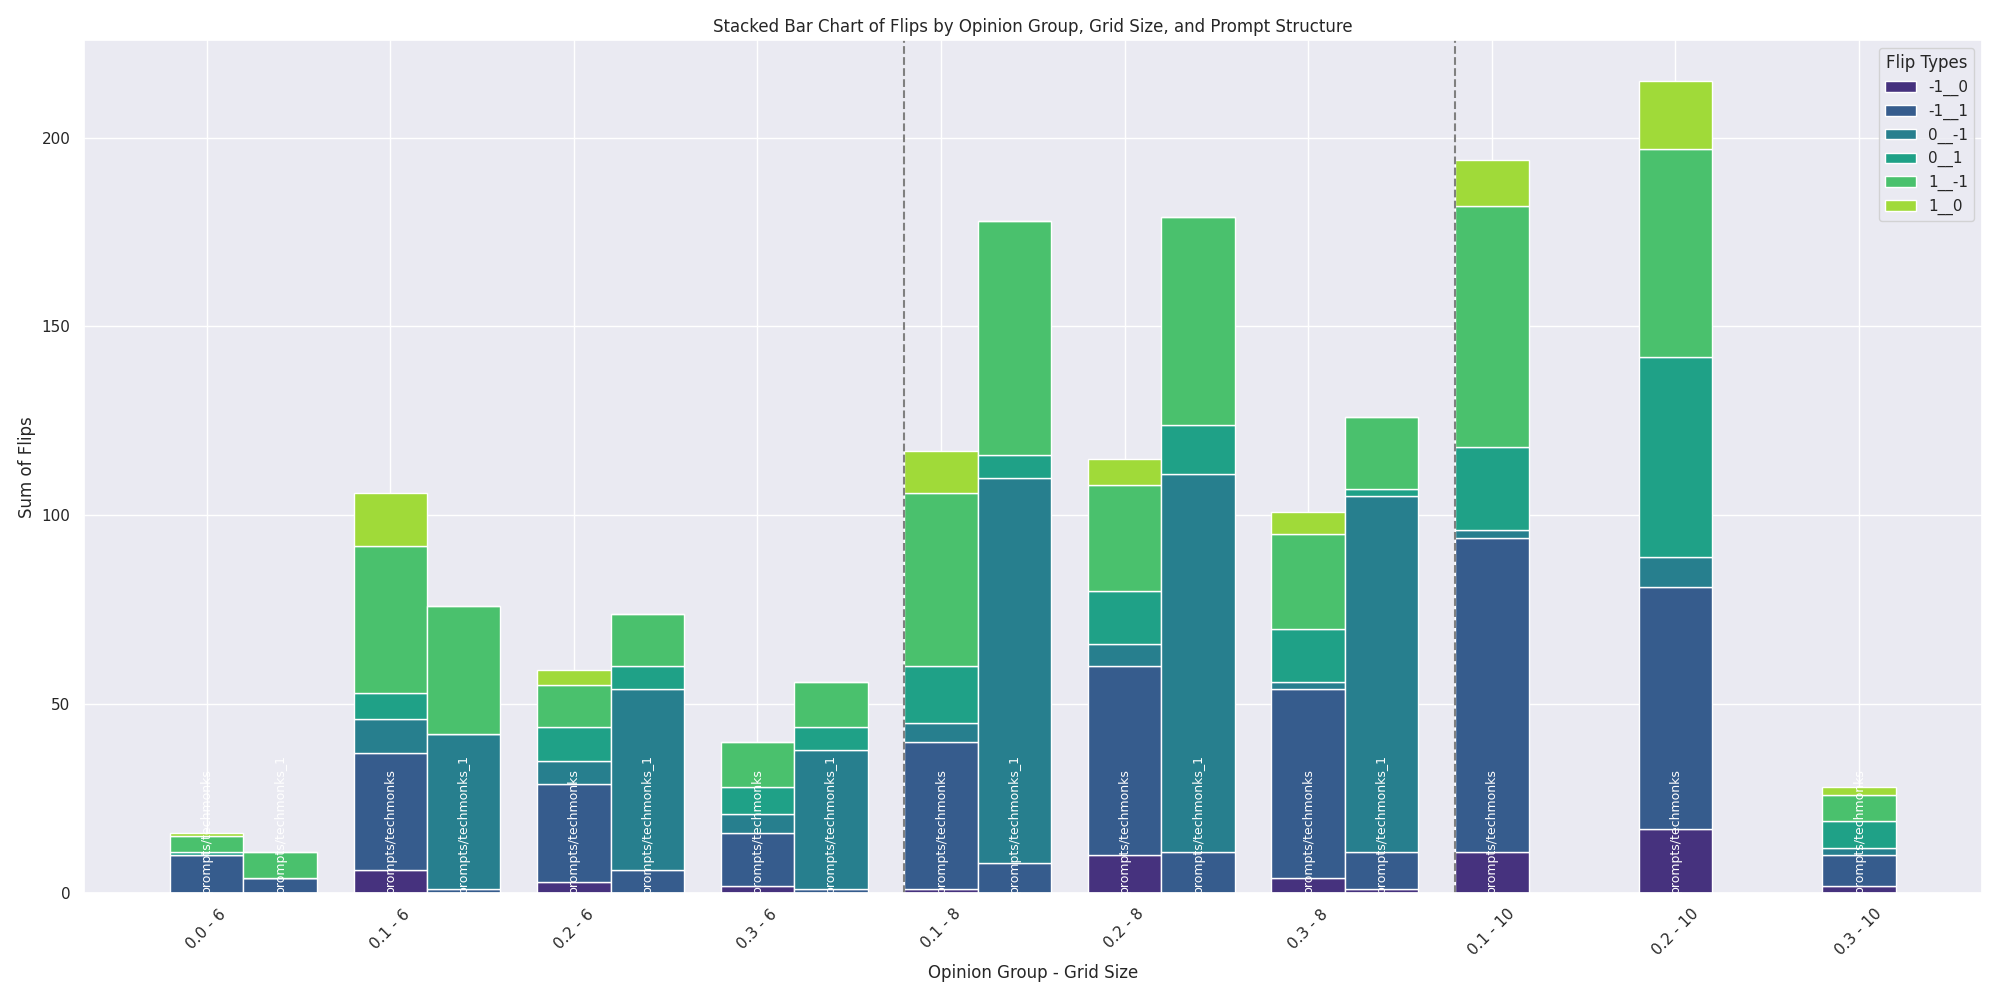 Stacked Bar Chart of Flips by Opinion Group, Grid Size, and Prompt Structure
Flip Types
-1__0
-1__1
0__-1
0__1
1__-1
1__0
Sum of Flips
200
150
100
50
0
prompts/techmonks
prompts/techmonks_1
prompts/techmonks
prompts/techmonks_1
prompts/techmonks
prompts/techmonks_1
prompts/techmonks
prompts/techmonks_1
prompts/techmonks
prompts/techmonks_1
prompts/techmonks
prompts/techmonks_1
prompts/techmonks
prompts/techmonks_1
prompts/techmonks
prompts/techmonks
prompts/techmonks
0.0 - 6
0.1 - 6
0.2 - 6
0.3 - 6
0.1 - 8
0.2 - 8
0.3 - 8
0.1 - 10
0.2 - 10
0.3 - 10
Opinion Group - Grid Size